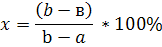 x = (b − в) / (b − a) * 100%